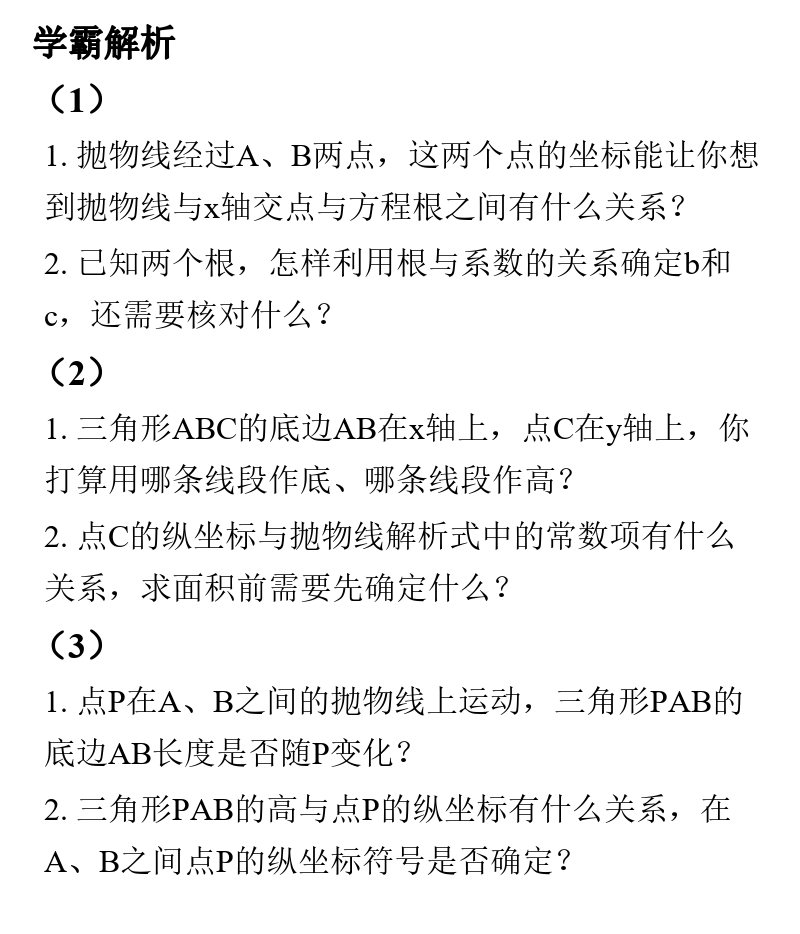 学霸解析
（1）
1. 抛物线经过A、B两点，这两个点的坐标能让你想
到抛物线与x轴交点与方程根之间有什么关系？
2. 已知两个根，怎样利用根与系数的关系确定b和
c，还需要核对什么？
（2）
1. 三角形ABC的底边AB在x轴上，点C在y轴上，你
打算用哪条线段作底、哪条线段作高？
2. 点C的纵坐标与抛物线解析式中的常数项有什么
关系，求面积前需要先确定什么？
（3）
1. 点P在A、B之间的抛物线上运动，三角形PAB的
底边AB长度是否随P变化？
2. 三角形PAB的高与点P的纵坐标有什么关系，在
A、B之间点P的纵坐标符号是否确定？